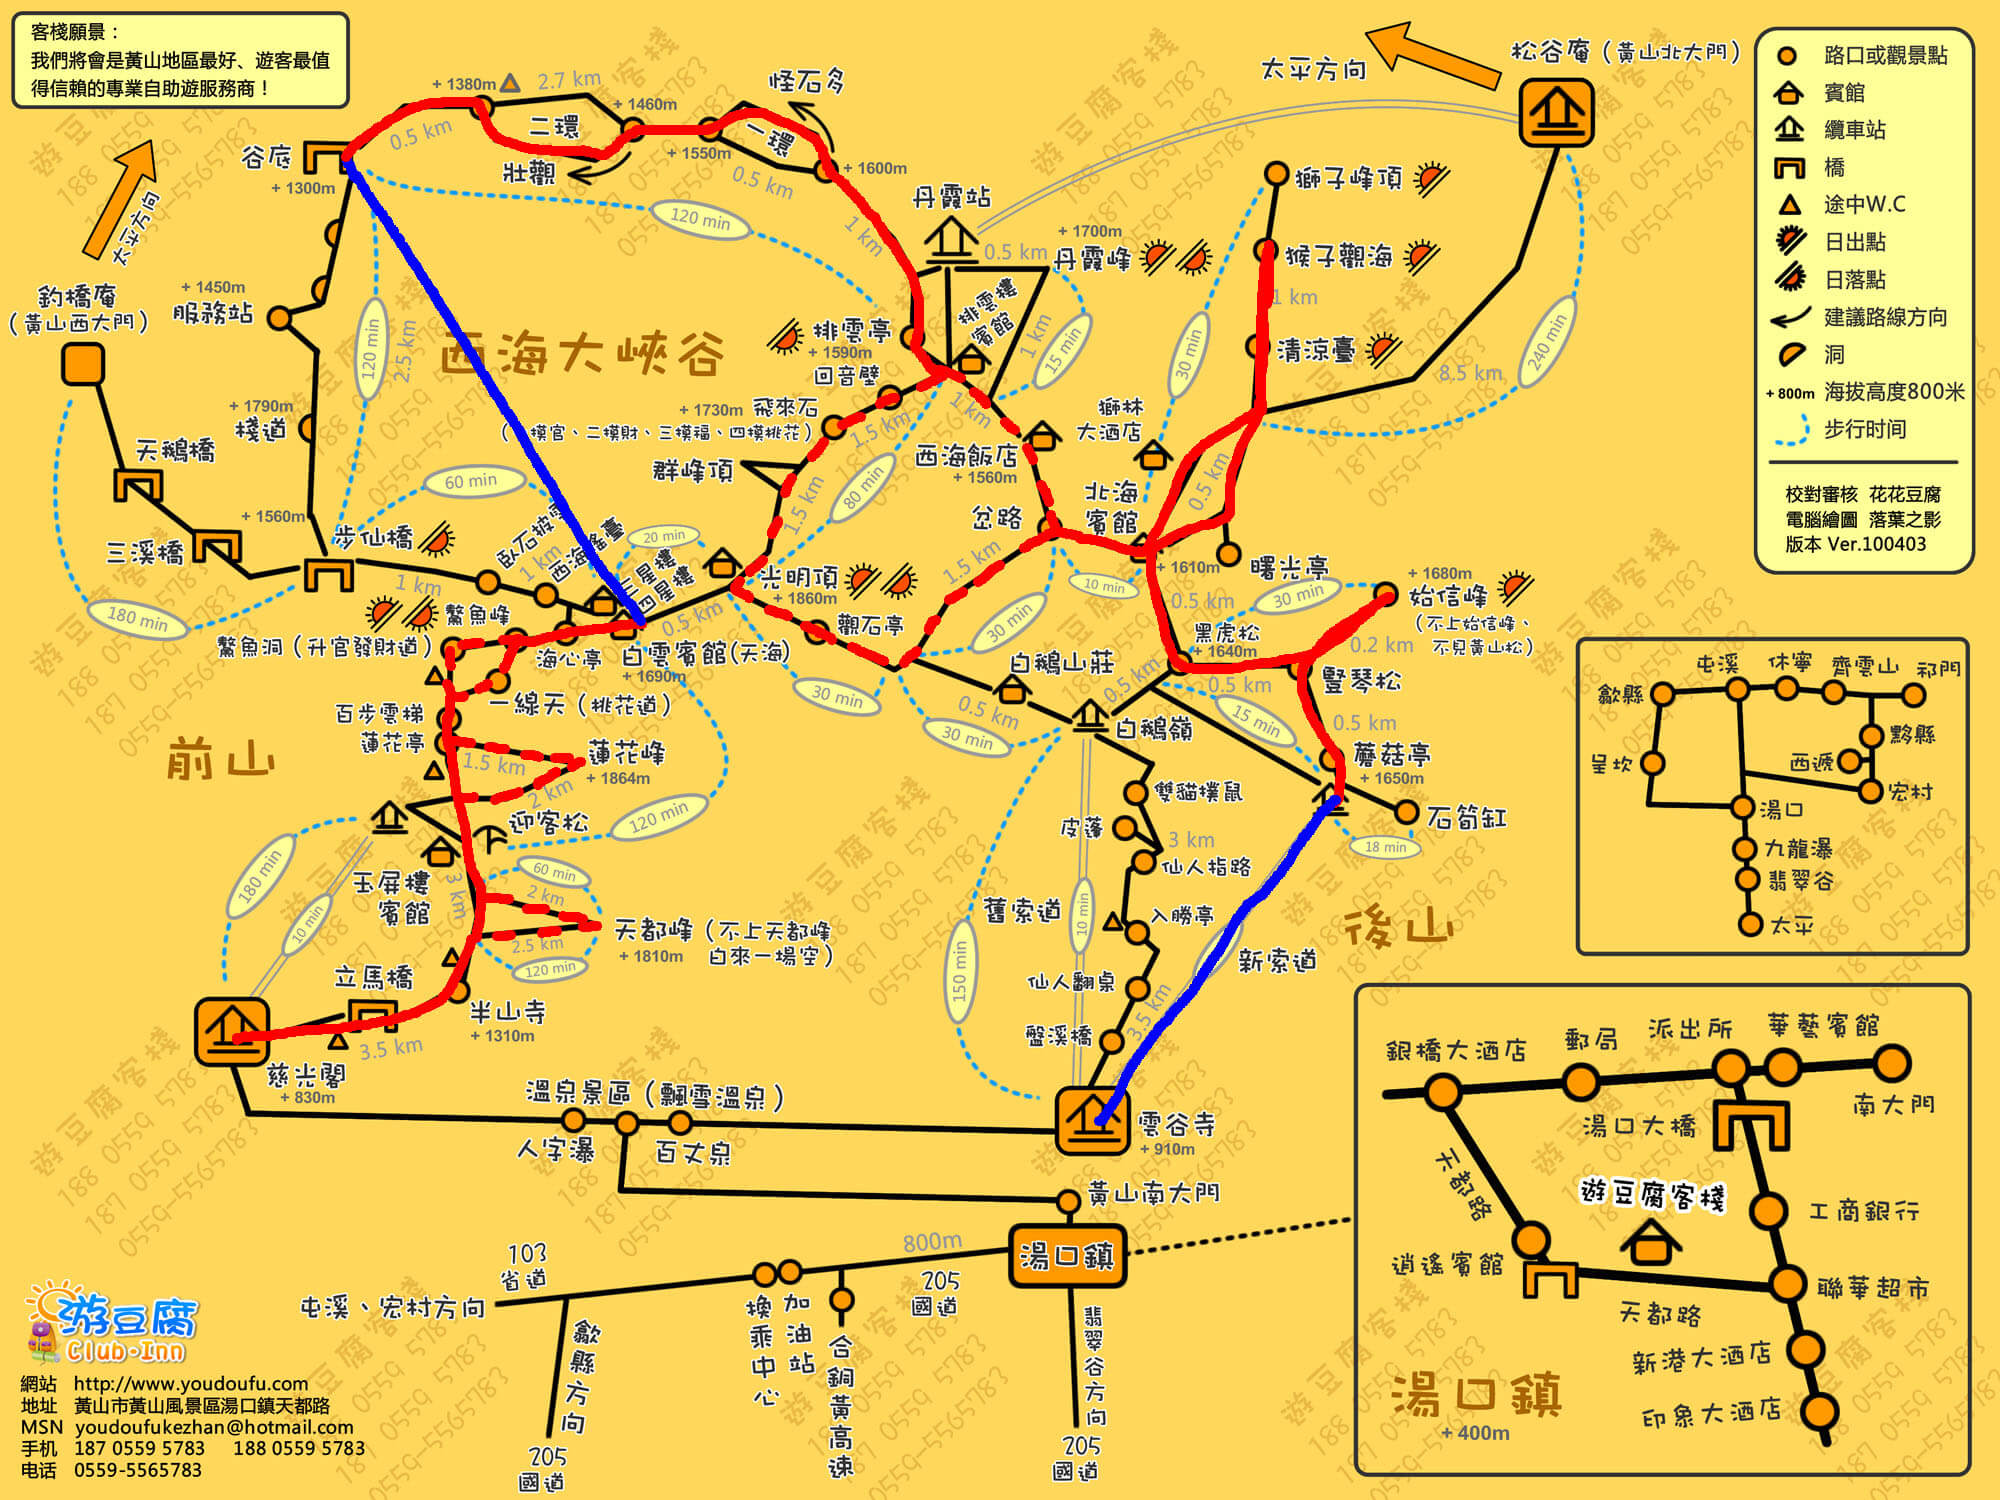 客棧願景：
我們將會是黃山地區最好、遊客最值
得信賴的專業自助遊服務商！
太平方向
谷底
+ 1300m
0.5 km
+ 1380m
2.7 km
二環
壯觀
+ 1460m
+ 1550m
一環
怪石多
0.5 km
+ 1600m
120 min
1 km
丹霞站
0.5 km
+ 1700m
丹霞峰
太平方向
松谷庵（黃山北大門）
獅子峰頂
猴子觀海
1 km
清涼臺
30 min
8.5 km
240 min
釣橋庵
（黃山西大門）
+ 1450m
服務站
120 min
2.5 km
西海大峽谷
排雲亭
+ 1590m
回音壁
排雲樓
賓館
1 km
15 min
+ 1790m
棧道
+ 1730m 飛來石
（一摸官、二摸財、三摸福、四摸桃花）
1.5 km
1 km
群峰頂
西海飯店
+ 1560m
獅林
大酒店
天鵝橋
60 min
1.5 km
80 min
岔路
北海
賓館
0.5 km
+ 1560m
三溪橋
步仙橋
臥石披雲
1 km
西海瑤臺
三星樓
四星樓
20 min
光明頂
+ 1860m
1.5 km
10 min
+ 1610m
曙光亭
180 min
1 km
鰲魚峰
鰲魚洞（升官發財道）
海心亭
白雲賓館(天海)
+ 1690m
0.5 km
觀石亭
30 min
30 min
0.5 km
30 min
+ 1680m
始信峰
（不上始信峰、
不見黃山松）
黑虎松
+ 1640m
0.2 km
白鵝山莊
0.5 km
0.5 km
豎琴松
一線天（桃花道）
百步雲梯
蓮花亭
前山
1.5 km
蓮花峰
+ 1864m
2 km
30 min
0.5 km
白鵝嶺
15 min
0.5 km
蘑菇亭
+ 1650m
石筍缸
18 min
迎客松
120 min
玉屏樓
賓館
180 min
10 min
3 km
60 min
2 km
天都峰（不上天都峰
白來一場空）
+ 1810m
2.5 km
120 min
雙貓撲鼠
皮蓬
3 km
仙人指路
舊索道
10 min
入勝亭
150 min
仙人翻桌
盤溪橋
3.5 km
新索道
後山
立馬橋
半山寺
+ 1310m
3.5 km
慈光閣
+ 830m
溫泉景區（飄雪溫泉）
人字瀑
百丈泉
雲谷寺
+ 910m
黃山南大門
湯口鎮
800m
103
省道
屯溪、宏村方向
歙縣方向
205
國道
換乘中心
加油站
合銅黃高速
205
國道
翡翠谷方向
205
國道
路口或觀景點
賓館
纜車站
橋
途中W.C
日出點
日落點
建議路線方向
洞
+ 800m 海拔高度800米
步行时间
校對審核 花花豆腐
電腦繪圖 落葉之影
版本 Ver.100403
屯溪
休寧
齊雲山
祁門
歙縣
黟縣
呈坎
西遞
宏村
湯口
九龍瀑
翡翠谷
太平
銀橋大酒店
郵局
派出所
華藝賓館
南大門
湯口大橋
天都路
遊豆腐客棧
工商銀行
逍遙賓館
天都路
聯華超市
新港大酒店
印象大酒店
湯口鎮
+ 400m
游豆腐
Club·Inn
網站 http://www.youdoufu.com
地址 黃山市黃山風景區湯口鎮天都路
MSN youdoufukezhan@hotmail.com
手机 187 0559 5783 188 0559 5783
电话 0559-5565783
遊豆腐客棧
188 0559 5783
187 0559 5783
0559-5565783